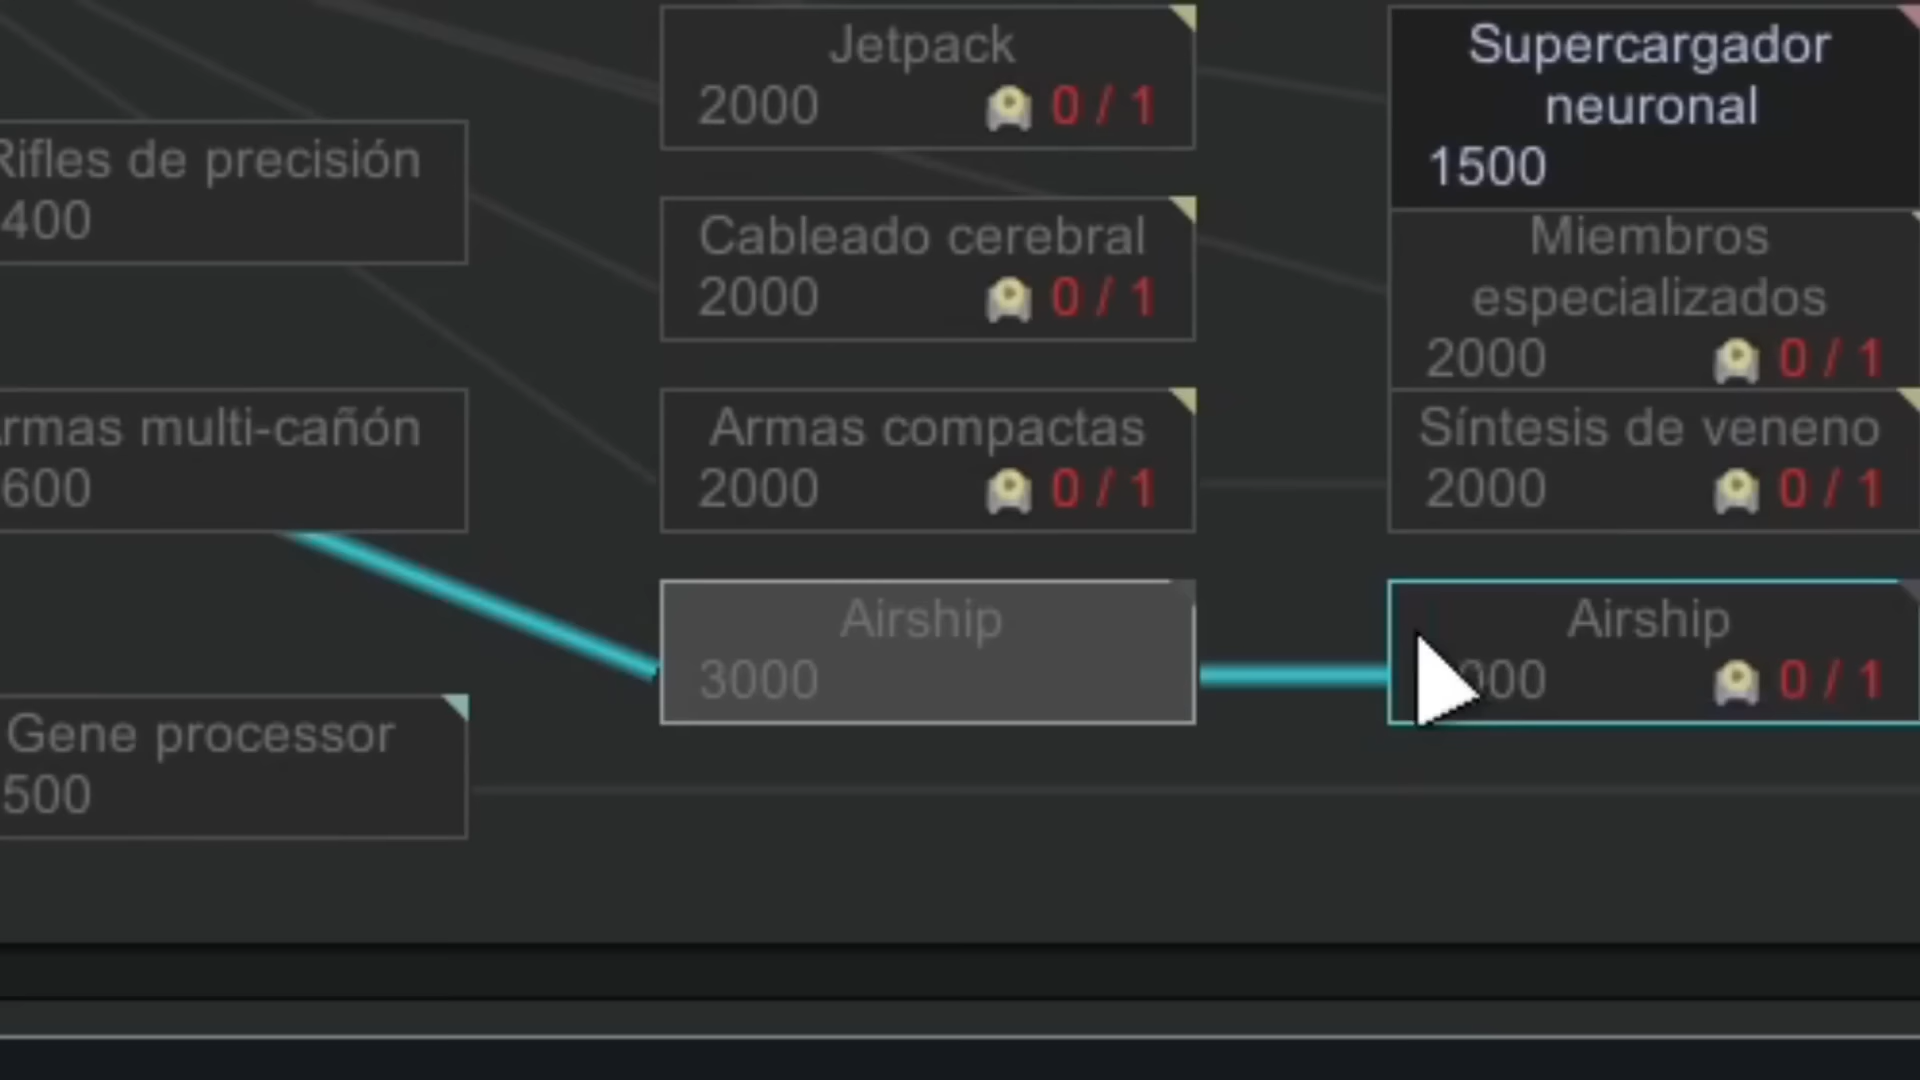 Jetpack
2000 0 / 1
Supercargador
neuronal
1500
Rifles de precisión
400
Cableado cerebral
2000 0 / 1
Miembros
especializados
2000 0 / 1
multi-cañón
600
Armas compactas
2000 0 / 1
Síntesis de veneno
2000 0 / 1
Airship
3000
Airship
0 / 1
Gene processor
500